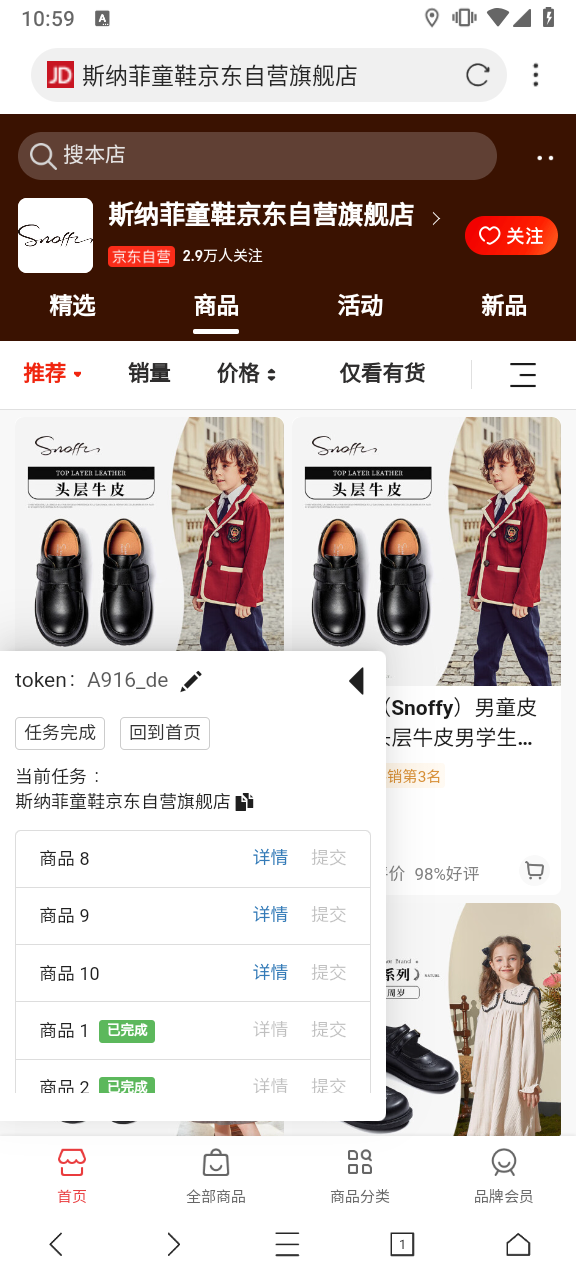 10:59
A
JD 斯纳菲童鞋京东自营旗舰店
搜本店
Snoffy 斯纳菲童鞋京东自营旗舰店
京东自营 2.9万人关注
关注
精选 商品 活动 新品
推荐 销量 价格 仅看有货
Snoffy Snoffy
TOP LAYER LEATHER TOP LAYER LEATHER
头层牛皮 头层牛皮
token: A916_de
任务完成 回到首页
当前任务：
斯纳菲童鞋京东自营旗舰店
商品 8 详情 提交
商品 9 详情 提交
商品 10 详情 提交
商品 1 已完成 详情 提交
商品 2 已完成 详情 提交
（Snoffy）男童皮
层牛皮男学生...
销第3名
价 98%好评
系列》
周岁
首页 全部商品 商品分类 品牌会员
1